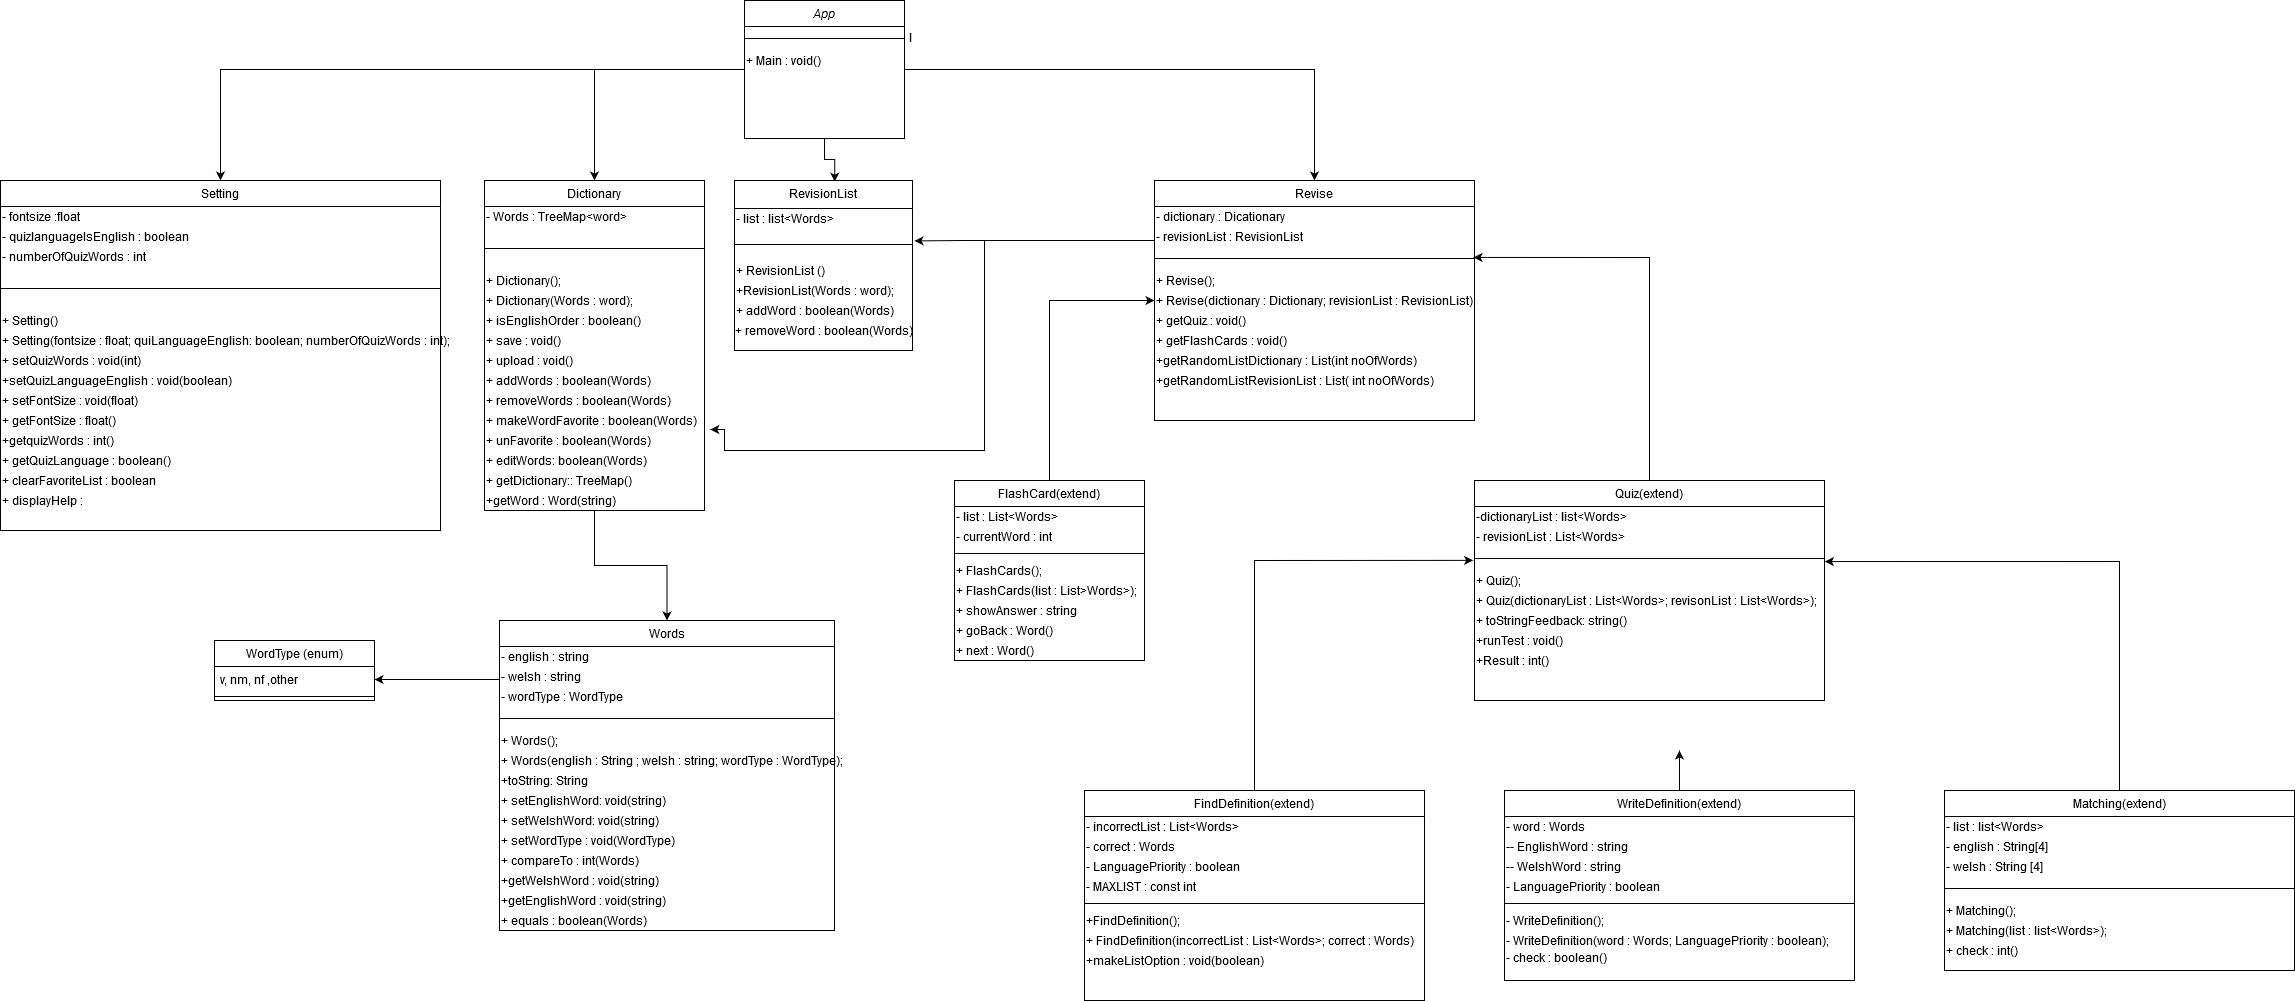 App
I
+ Main : void()
Setting
- fontsize :float
- quizlanguageIsEnglish : boolean
- numberOfQuizWords : int
+ Setting()
+ Setting(fontsize : float; quiLanguageEnglish: boolean; numberOfQuizWords : int);
+ setQuizWords : void(int)
+setQuizLanguageEnglish : void(boolean)
+ setFontSize : void(float)
+ getFontSize : float()
+getquizWords : int()
+ getQuizLanguage : boolean()
+ clearFavoriteList : boolean
+ displayHelp :
Dictionary
- Words : TreeMap<word>
+ Dictionary();
+ Dictionary(Words : word);
+ isEnglishOrder : boolean()
+ save : void()
+ upload : void()
+ addWords : boolean(Words)
+ removeWords : boolean(Words)
+ makeWordFavorite : boolean(Words)
+ unFavorite : boolean(Words)
+ editWords: boolean(Words)
+ getDictionary:: TreeMap()
+getWord : Word(string)
RevisionList
- list : list<Words>
+ RevisionList ()
+RevisionList(Words : word);
+ addWord : boolean(Words)
+ removeWord : boolean(Words)
Revise
- dictionary : Dicationary
- revisionList : RevisionList
+ Revise();
+ Revise(dictionary : Dictionary; revisionList : RevisionList)
+ getQuiz : void()
+ getFlashCards : void()
+getRandomListDictionary : List(int noOfWords)
+getRandomListRevisionList : List( int noOfWords)
FlashCard(extend)
- list : List<Words>
- currentWord : int
+ FlashCards();
+ FlashCards(list : List>Words>);
+ showAnswer : string
+ goBack : Word()
+ next : Word()
Quiz(extend)
-dictionaryList : list<Words>
- revisionList : List<Words>
+ Quiz();
+ Quiz(dictionaryList : List<Words>; revisonList : List<Words>);
+ toStringFeedback: string()
+runTest : void()
+Result : int()
WordType (enum)
v, nm, nf ,other
Words
- english : string
- welsh : string
- wordType : WordType
+ Words();
+ Words(english : String ; welsh : string; wordType : WordType);
+toString: String
+ setEnglishWord: void(string)
+ setWelshWord: void(string)
+ setWordType : void(WordType)
+ compareTo : int(Words)
+getWelshWord : void(string)
+getEnglishWord : void(string)
+ equals : boolean(Words)
FindDefinition(extend)
- incorrectList : List<Words>
- correct : Words
- LanguagePriority : boolean
- MAXLIST : const int
+FindDefinition();
+ FindDefinition(incorrectList : List<Words>; correct : Words)
+makeListOption : void(boolean)
WriteDefinition(extend)
- word : Words
-- EnglishWord : string
-- WelshWord : string
- LanguagePriority : boolean
- WriteDefinition();
- WriteDefinition(word : Words; LanguagePriority : boolean);
- check : boolean()
Matching(extend)
- list : list<Words>
- english : String[4]
- welsh : String [4]
+ Matching();
+ Matching(list : list<Words>);
+ check : int()